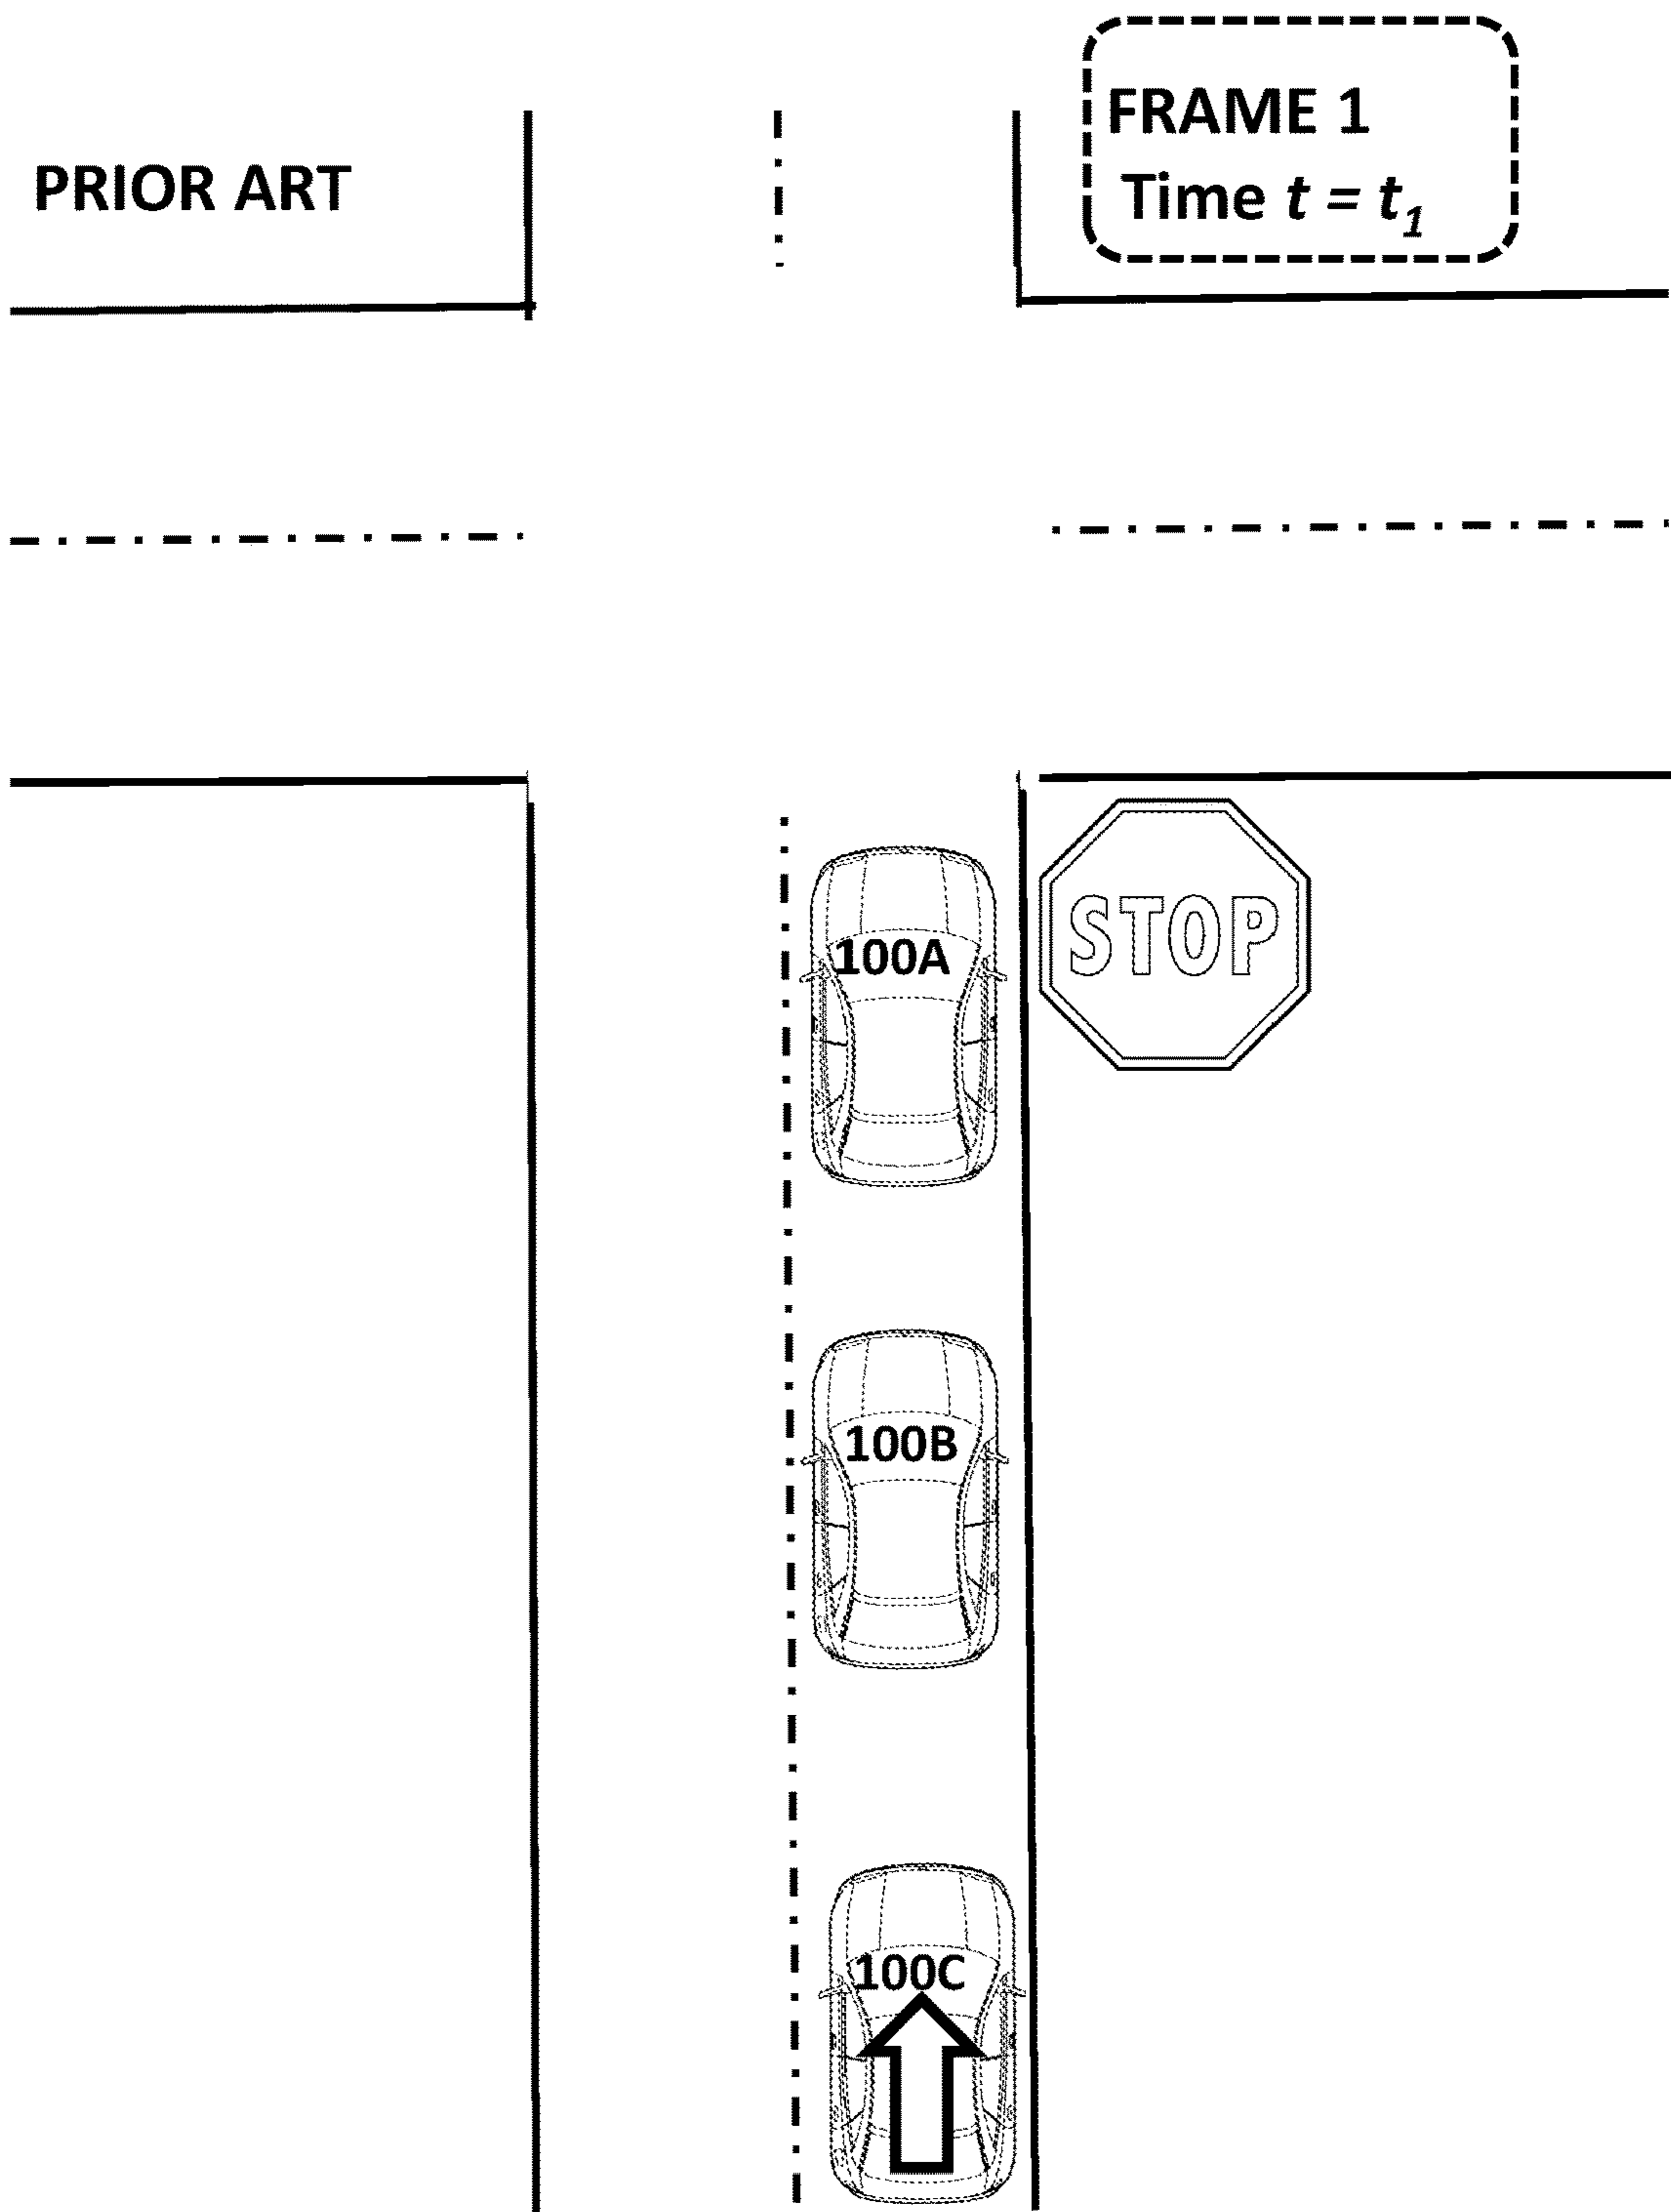 PRIOR ART
FRAME 1
Time t = t₁
STOP
100A
100B
100C